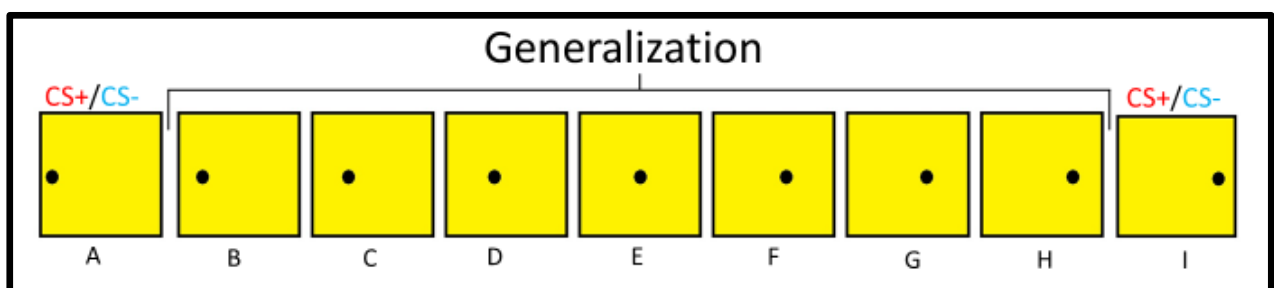 Generalization
CS+/CS- CS+/CS-
A B C D E F G H I